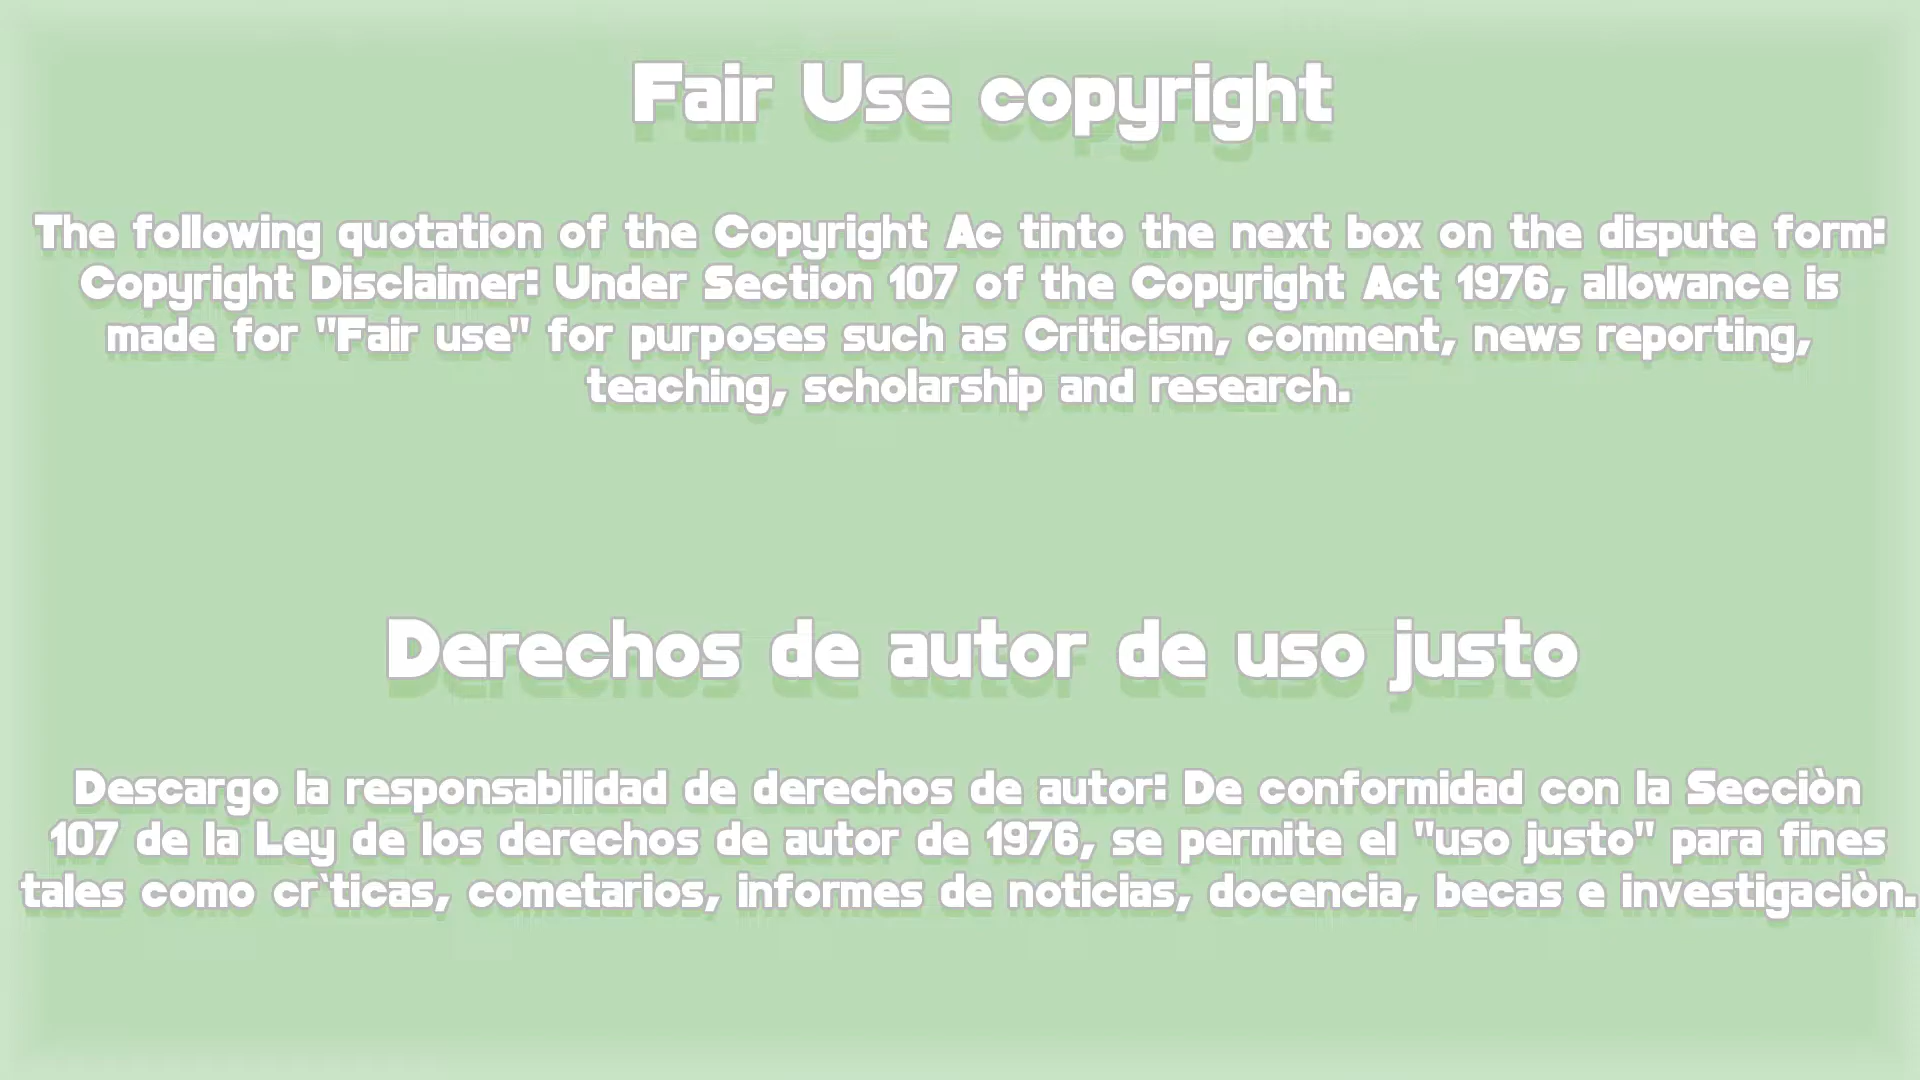 Fair Use copyright
The following quotation of the Copyright Ac tinto the next box on the dispute form:
Copyright Disclaimer: Under Section 107 of the Copyright Act 1976, allowance is
made for "Fair use" for purposes such as Criticism, comment, news reporting,
teaching, scholarship and research.
Derechos de autor de uso justo
Descargo la responsabilidad de derechos de autor: De conformidad con la Secciòn
107 de la Ley de los derechos de autor de 1976, se permite el "uso justo" para fines
tales como cr`ticas, cometarios, informes de noticias, docencia, becas e investigaciòn.